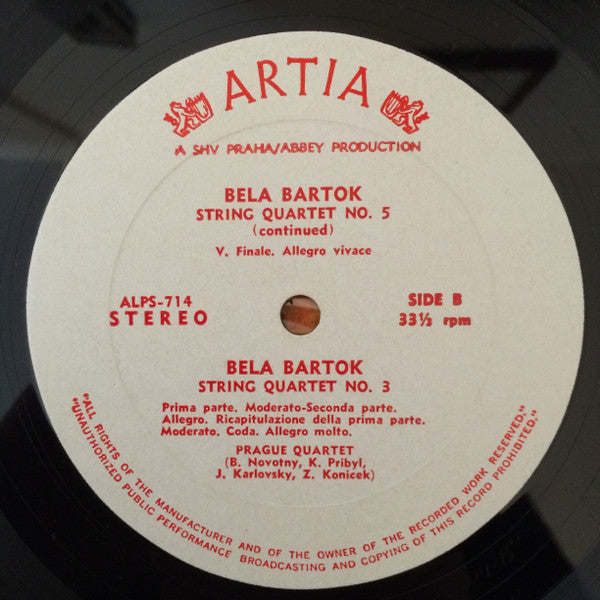 ARTIA
A SHV PRAHA/ABBEY PRODUCTION
BELA BARTOK
STRING QUARTET NO. 5
(continued)
V. Finale. Allegro vivace
ALPS-714
STEREO
SIDE B
33⅓ rpm
BELA BARTOK
STRING QUARTET NO. 3
Prima parte. Moderato-Seconda parte.
Allegro. Ricapitulazione della prima parte.
Moderato. Coda. Allegro molto.
PRAGUE QUARTET
(B. Novotny, K. Pribyl,
J. Karlovsky, Z. Konicek)
"ALL RIGHTS OF THE MANUFACTURER AND OF THE OWNER OF THE RECORDED WORK RESERVED."
"UNAUTHORIZED PUBLIC PERFORMANCE BROADCASTING AND COPYING OF THIS RECORD PROHIBITED."